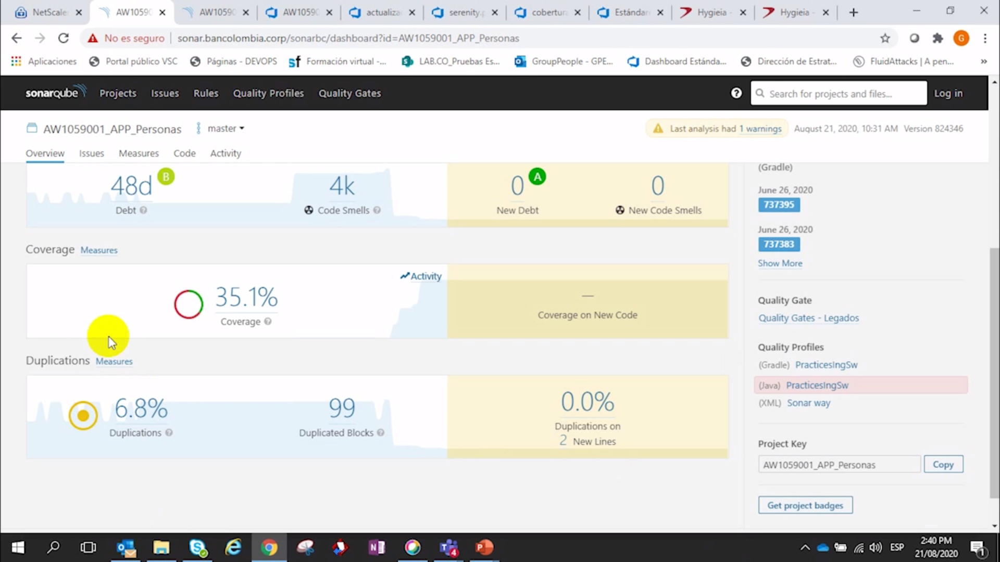 NetScaler
AW1059
AW1059
AW1059
actualiza
serenity.p
cobertura
Estándar
Hygieia -
Hygieia -
No es seguro
sonar.bancolombia.corp/sonarbc/dashboard?id=AW1059001_APP_Personas
G
Aplicaciones
Portal público VSC
Páginas - DEVOPS
sf Formación virtual -...
LAB.CO_Pruebas Es...
GroupPeople - GPE...
Dashboard Estánda...
Dirección de Estrat...
FluidAttacks | A pen...
»
sonarqube
Projects
Issues
Rules
Quality Profiles
Quality Gates
Search for projects and files...
Log in
AW1059001_APP_Personas
master
Last analysis had 1 warnings
August 21, 2020, 10:31 AM Version 824346
Overview
Issues
Measures
Code
Activity
48d B
Debt
4k
Code Smells
0 A
New Debt
0
New Code Smells
Coverage Measures
Activity
35.1%
Coverage
—
Coverage on New Code
Duplications Measures
6.8%
Duplications
99
Duplicated Blocks
0.0%
Duplications on
2 New Lines
(Gradle)
June 26, 2020
737395
June 26, 2020
737383
Show More
Quality Gate
Quality Gates - Legados
Quality Profiles
(Gradle) PracticesIngSw
(Java) PracticesIngSw
(XML) Sonar way
Project Key
AW1059001_APP_Personas
Copy
Get project badges
4
ESP
2:40 PM
21/08/2020
1